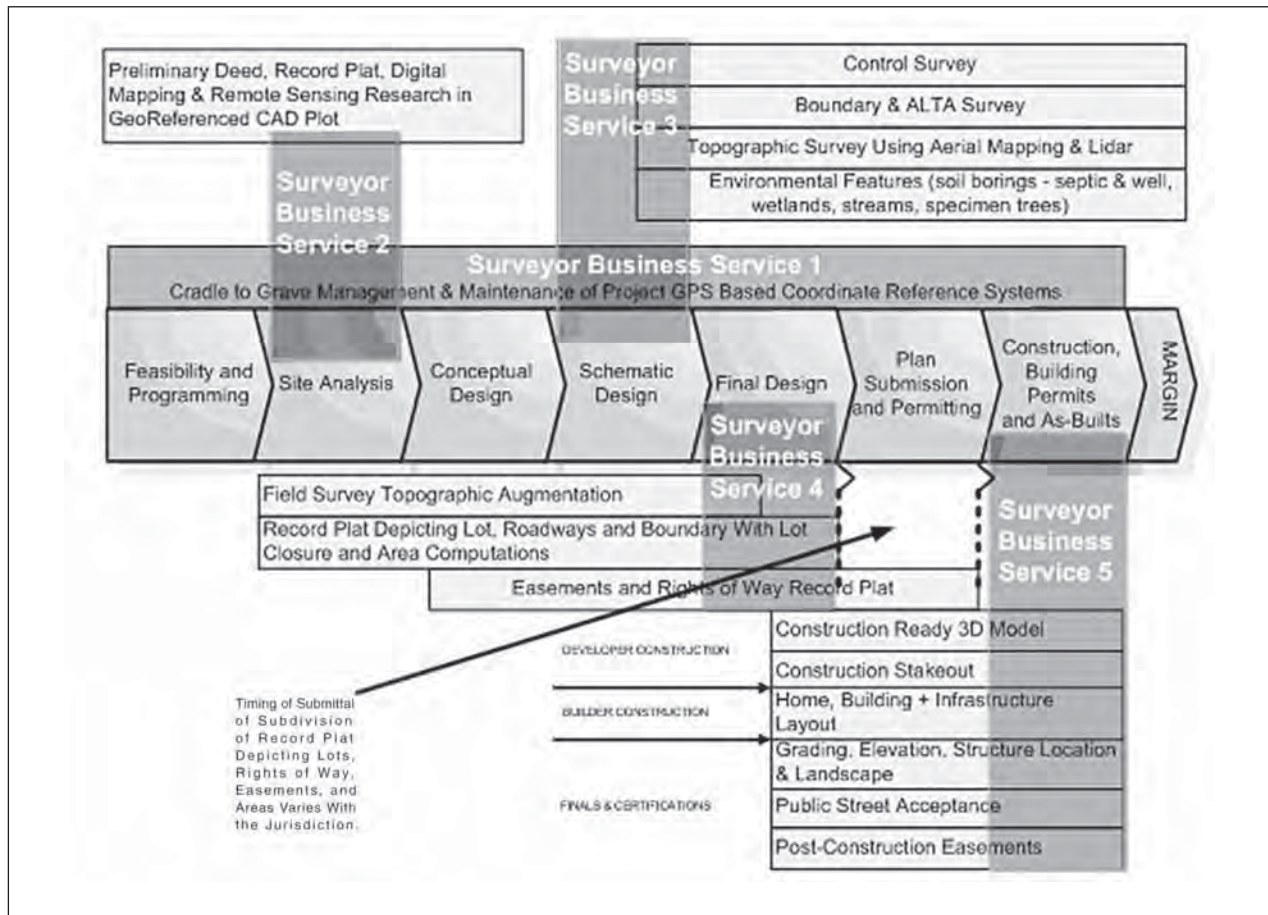 Preliminary Deed, Record Plat, Digital
Mapping & Remote Sensing Research in
GeoReferenced CAD Plot
Surveyor
Business
Service 2
Surveyor
Business
Service 3
Control Survey
Boundary & ALTA Survey
Topographic Survey Using Aerial Mapping & Lidar
Environmental Features (soil borings - septic & well,
wetlands, streams, specimen trees)
Surveyor Business Service 1
Cradle to Grave Management & Maintenance of Project GPS Based Coordinate Reference Systems
Feasibility and
Programming
Site Analysis
Conceptual
Design
Schematic
Design
Final Design
Plan
Submission
and Permitting
Construction,
Building
Permits
and As-Builts
MARGIN
Surveyor
Business
Service 4
Field Survey Topographic Augmentation
Record Plat Depicting Lot, Roadways and Boundary With Lot
Closure and Area Computations
Easements and Rights of Way Record Plat
Surveyor
Business
Service 5
Construction Ready 3D Model
Construction Stakeout
Home, Building + Infrastructure
Layout
Grading, Elevation, Structure Location
& Landscape
Public Street Acceptance
Post-Construction Easements
DEVELOPER CONSTRUCTION
BUILDER CONSTRUCTION
FINALS & CERTIFICATIONS
Timing of Submittal
of Subdivision
of Record Plat
Depicting Lots,
Rights of Way,
Easements, and
Areas Varies With
the Jurisdiction.